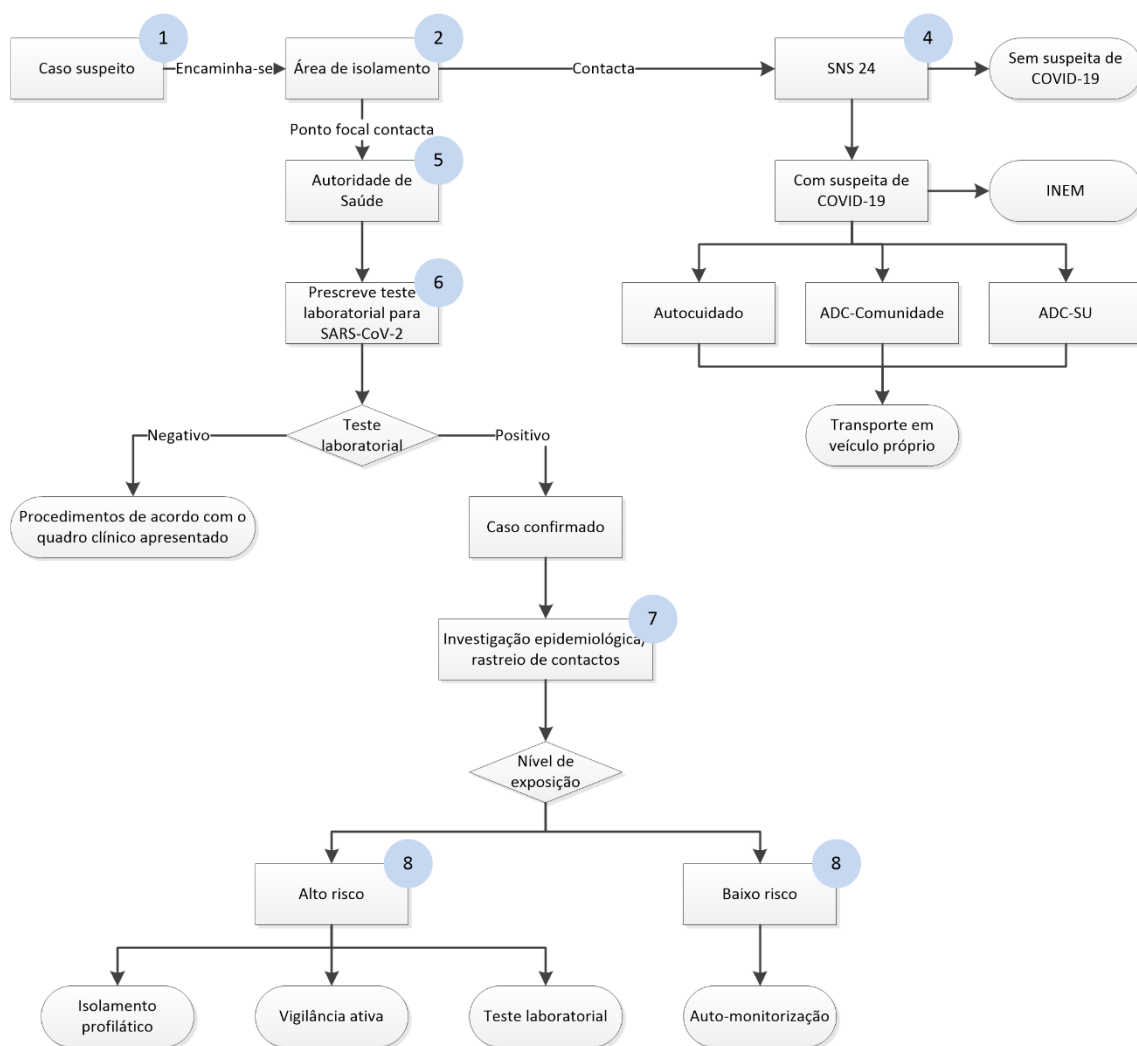 1
Caso suspeito
Encaminha-se
2
Área de isolamento
Contacta
4
SNS 24
Sem suspeita de
COVID-19
Ponto focal contacta
5
Autoridade de
Saúde
Com suspeita de
COVID-19
INEM
6
Prescreve teste
laboratorial para
SARS-CoV-2
Autocuidado
ADC-Comunidade
ADC-SU
Negativo
Teste
laboratorial
Positivo
Transporte em
veículo próprio
Procedimentos de acordo com o
quadro clínico apresentado
Caso confirmado
7
Investigação epidemiológica,
rastreio de contactos
Nível de
exposição
8
Alto risco
8
Baixo risco
Isolamento
profilático
Vigilância ativa
Teste laboratorial
Auto-monitorização